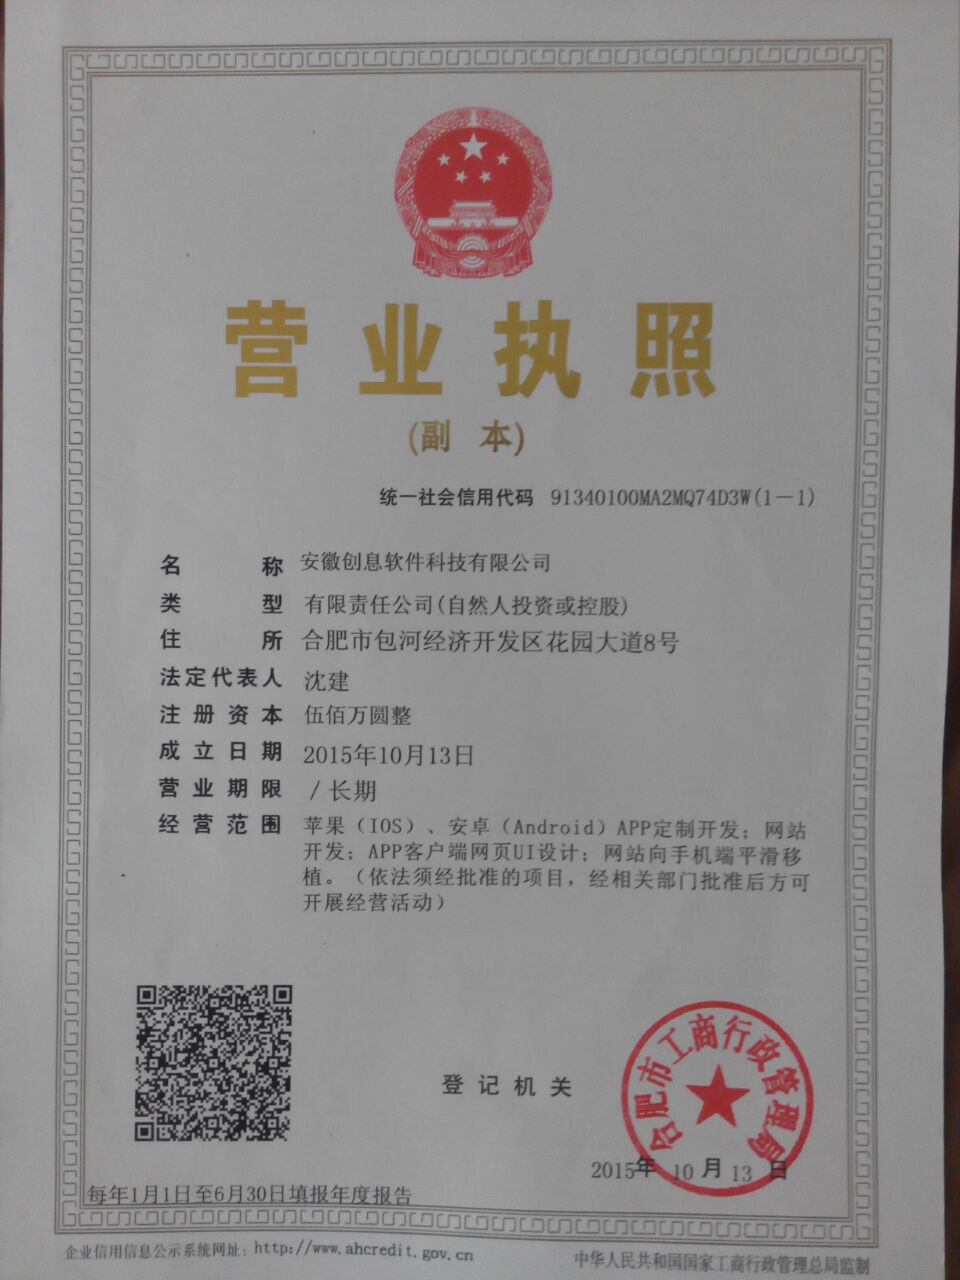 营业执照
(副 本)
统一社会信用代码 91340100MA2MQ74D3W(1-1)
名 称 安徽创息软件科技有限公司
类 型 有限责任公司(自然人投资或控股)
住 所 合肥市包河经济开发区花园大道8号
法定代表人 沈建
注册资本 伍佰万圆整
成立日期 2015年10月13日
营业期限 / 长期
经营范围 苹果（IOS）、安卓（Android）APP定制开发；网站
开发；APP客户端网页UI设计；网站向手机端平滑移
植。（依法须经批准的项目，经相关部门批准后方可
开展经营活动）
登记机关
合肥市工商行政管理局
2015年 10 月 13 日
每年1月1日至6月30日填报年度报告
企业信用信息公示系统网址：http://www.ahcredit.gov.cn
中华人民共和国国家工商行政管理总局监制